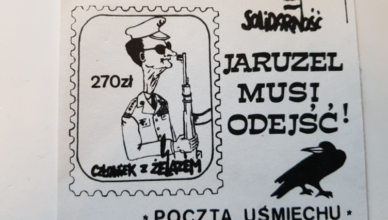 SOLIDARNOŚĆ
270zł
JARUZEL
MUSI
ODEJŚĆ!
CZŁOWIEK Z ŻELAZEM
• POCZTA UŚMIECHU •